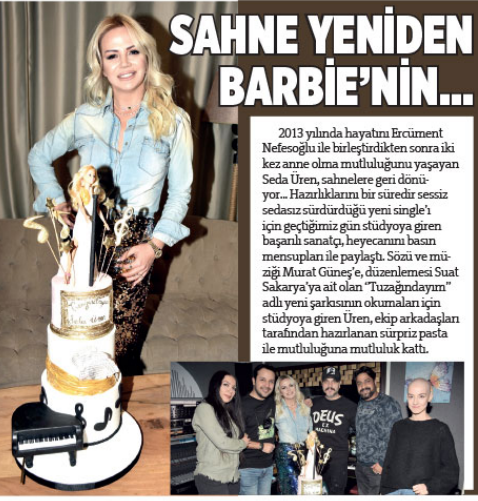 SAHNE YENİDEN
BARBİE'NİN...
2013 yılında hayatını Ercüment
Nefesoğlu ile birleştirdikten sonra iki
kez anne olma mutluluğunu yaşayan
Seda Üren, sahnelere geri dönü-
yor... Hazırlıklarını bir süredir sessiz
sedasız sürdürdüğü yeni single'ı
için geçtiğimiz gün stüdyoya giren
başarılı sanatçı, heyecanını basın
mensupları ile paylaştı. Sözü ve mü-
ziği Murat Güneş'e, düzenlemesi Suat
Sakarya'ya ait olan "Tuzağındayım"
adlı yeni şarkısının okumaları için
stüdyoya giren Üren, ekip arkadaşları
tarafından hazırlanan sürpriz pasta
ile mutluluğuna mutluluk kattı.
DEUS
EX
MACHINA